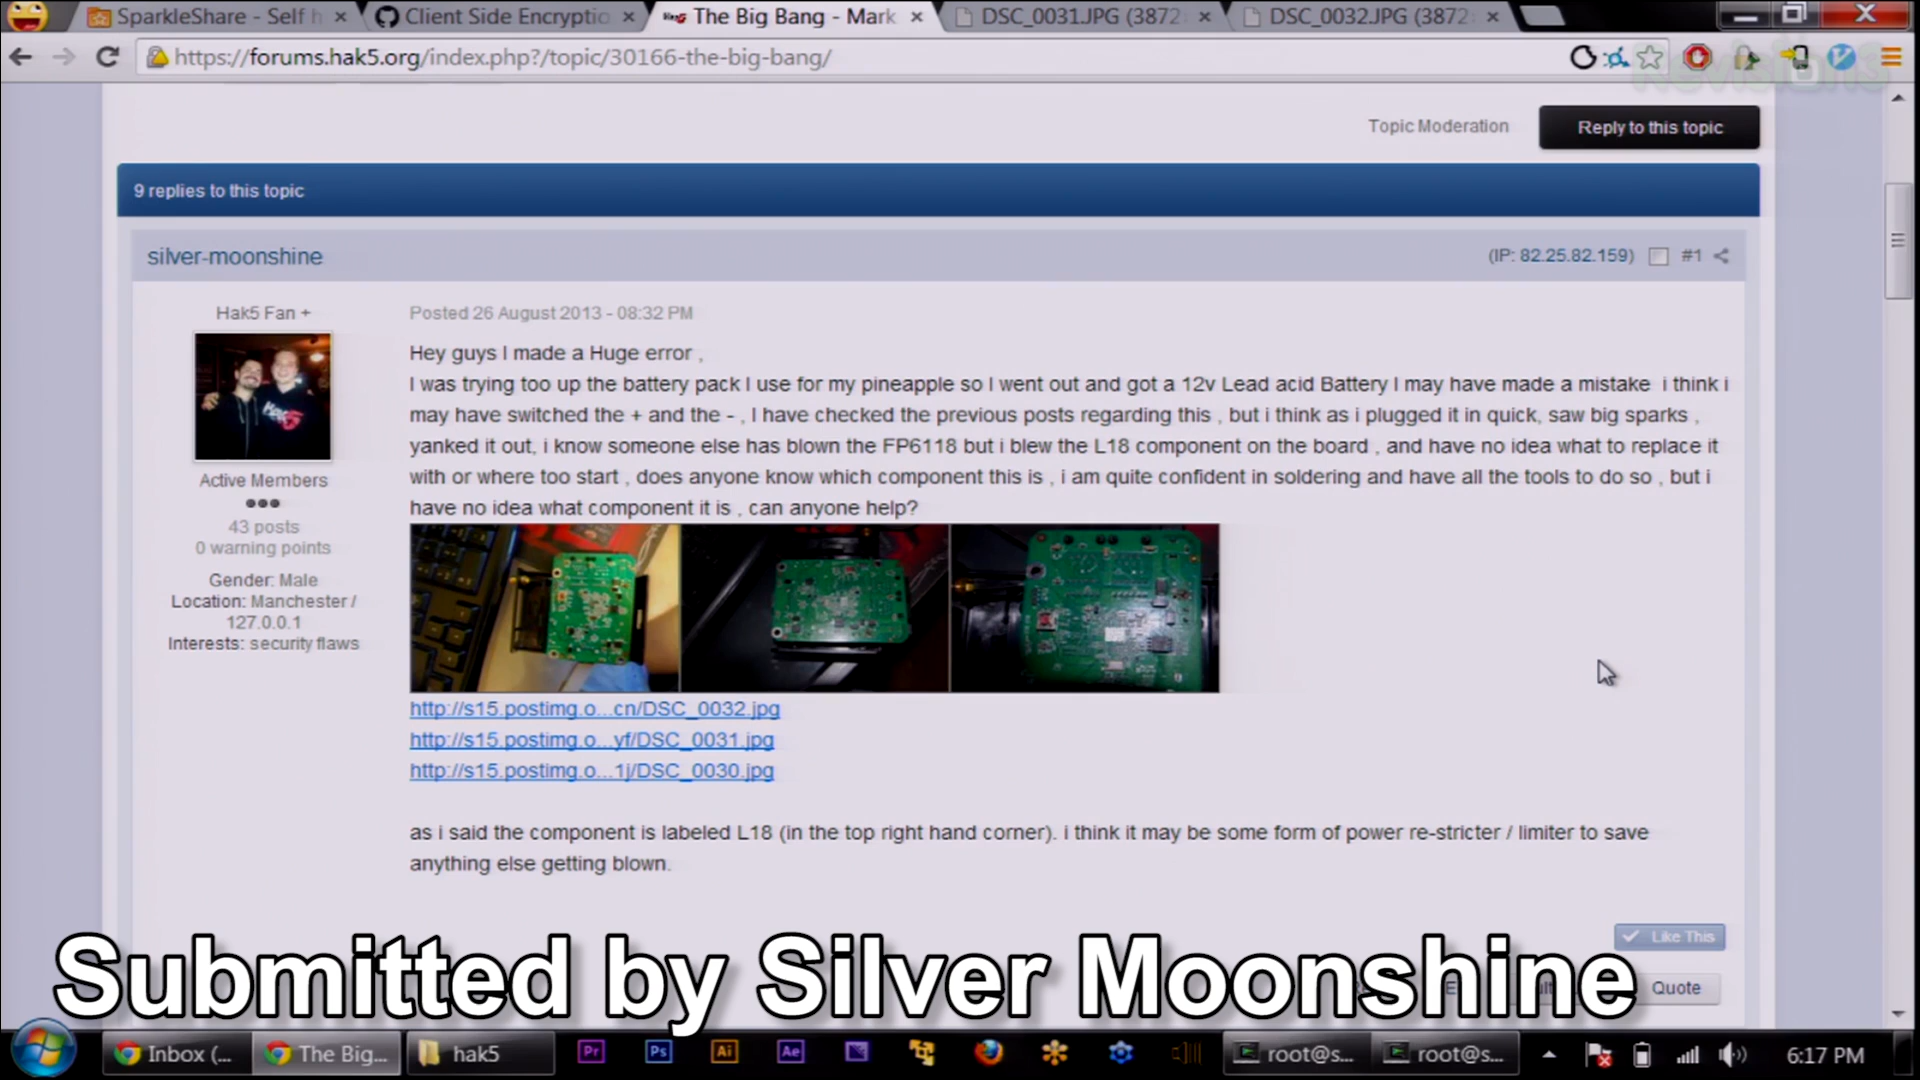 SparkleShare - Self h
Client Side Encryptio
The Big Bang - Mark
DSC_0031.JPG (3872
DSC_0032.JPG (3872
https://forums.hak5.org/index.php?/topic/30166-the-big-bang/
Topic Moderation
Reply to this topic
9 replies to this topic
silver-moonshine
(IP: 82.25.82.159)
#1
Hak5 Fan +
Active Members
43 posts
0 warning points
Gender: Male
Location: Manchester /
127.0.0.1
Interests: security flaws
Posted 26 August 2013 - 08:32 PM
Hey guys I made a Huge error ,
I was trying too up the battery pack I use for my pineapple so I went out and got a 12v Lead acid Battery I may have made a mistake i think i
may have switched the + and the - , I have checked the previous posts regarding this , but i think as i plugged it in quick, saw big sparks ,
yanked it out, i know someone else has blown the FP6118 but i blew the L18 component on the board , and have no idea what to replace it
with or where too start , does anyone know which component this is , i am quite confident in soldering and have all the tools to do so , but i
have no idea what component it is , can anyone help?
http://s15.postimg.o...cn/DSC_0032.jpg
http://s15.postimg.o...yf/DSC_0031.jpg
http://s15.postimg.o...1j/DSC_0030.jpg
as i said the component is labeled L18 (in the top right hand corner). i think it may be some form of power re-stricter / limiter to save
anything else getting blown.
Like This
Quote
Submitted by Silver Moonshine
Inbox (...
The Big...
hak5
Pr
Ps
Ai
Ae
root@s...
root@s...
6:17 PM